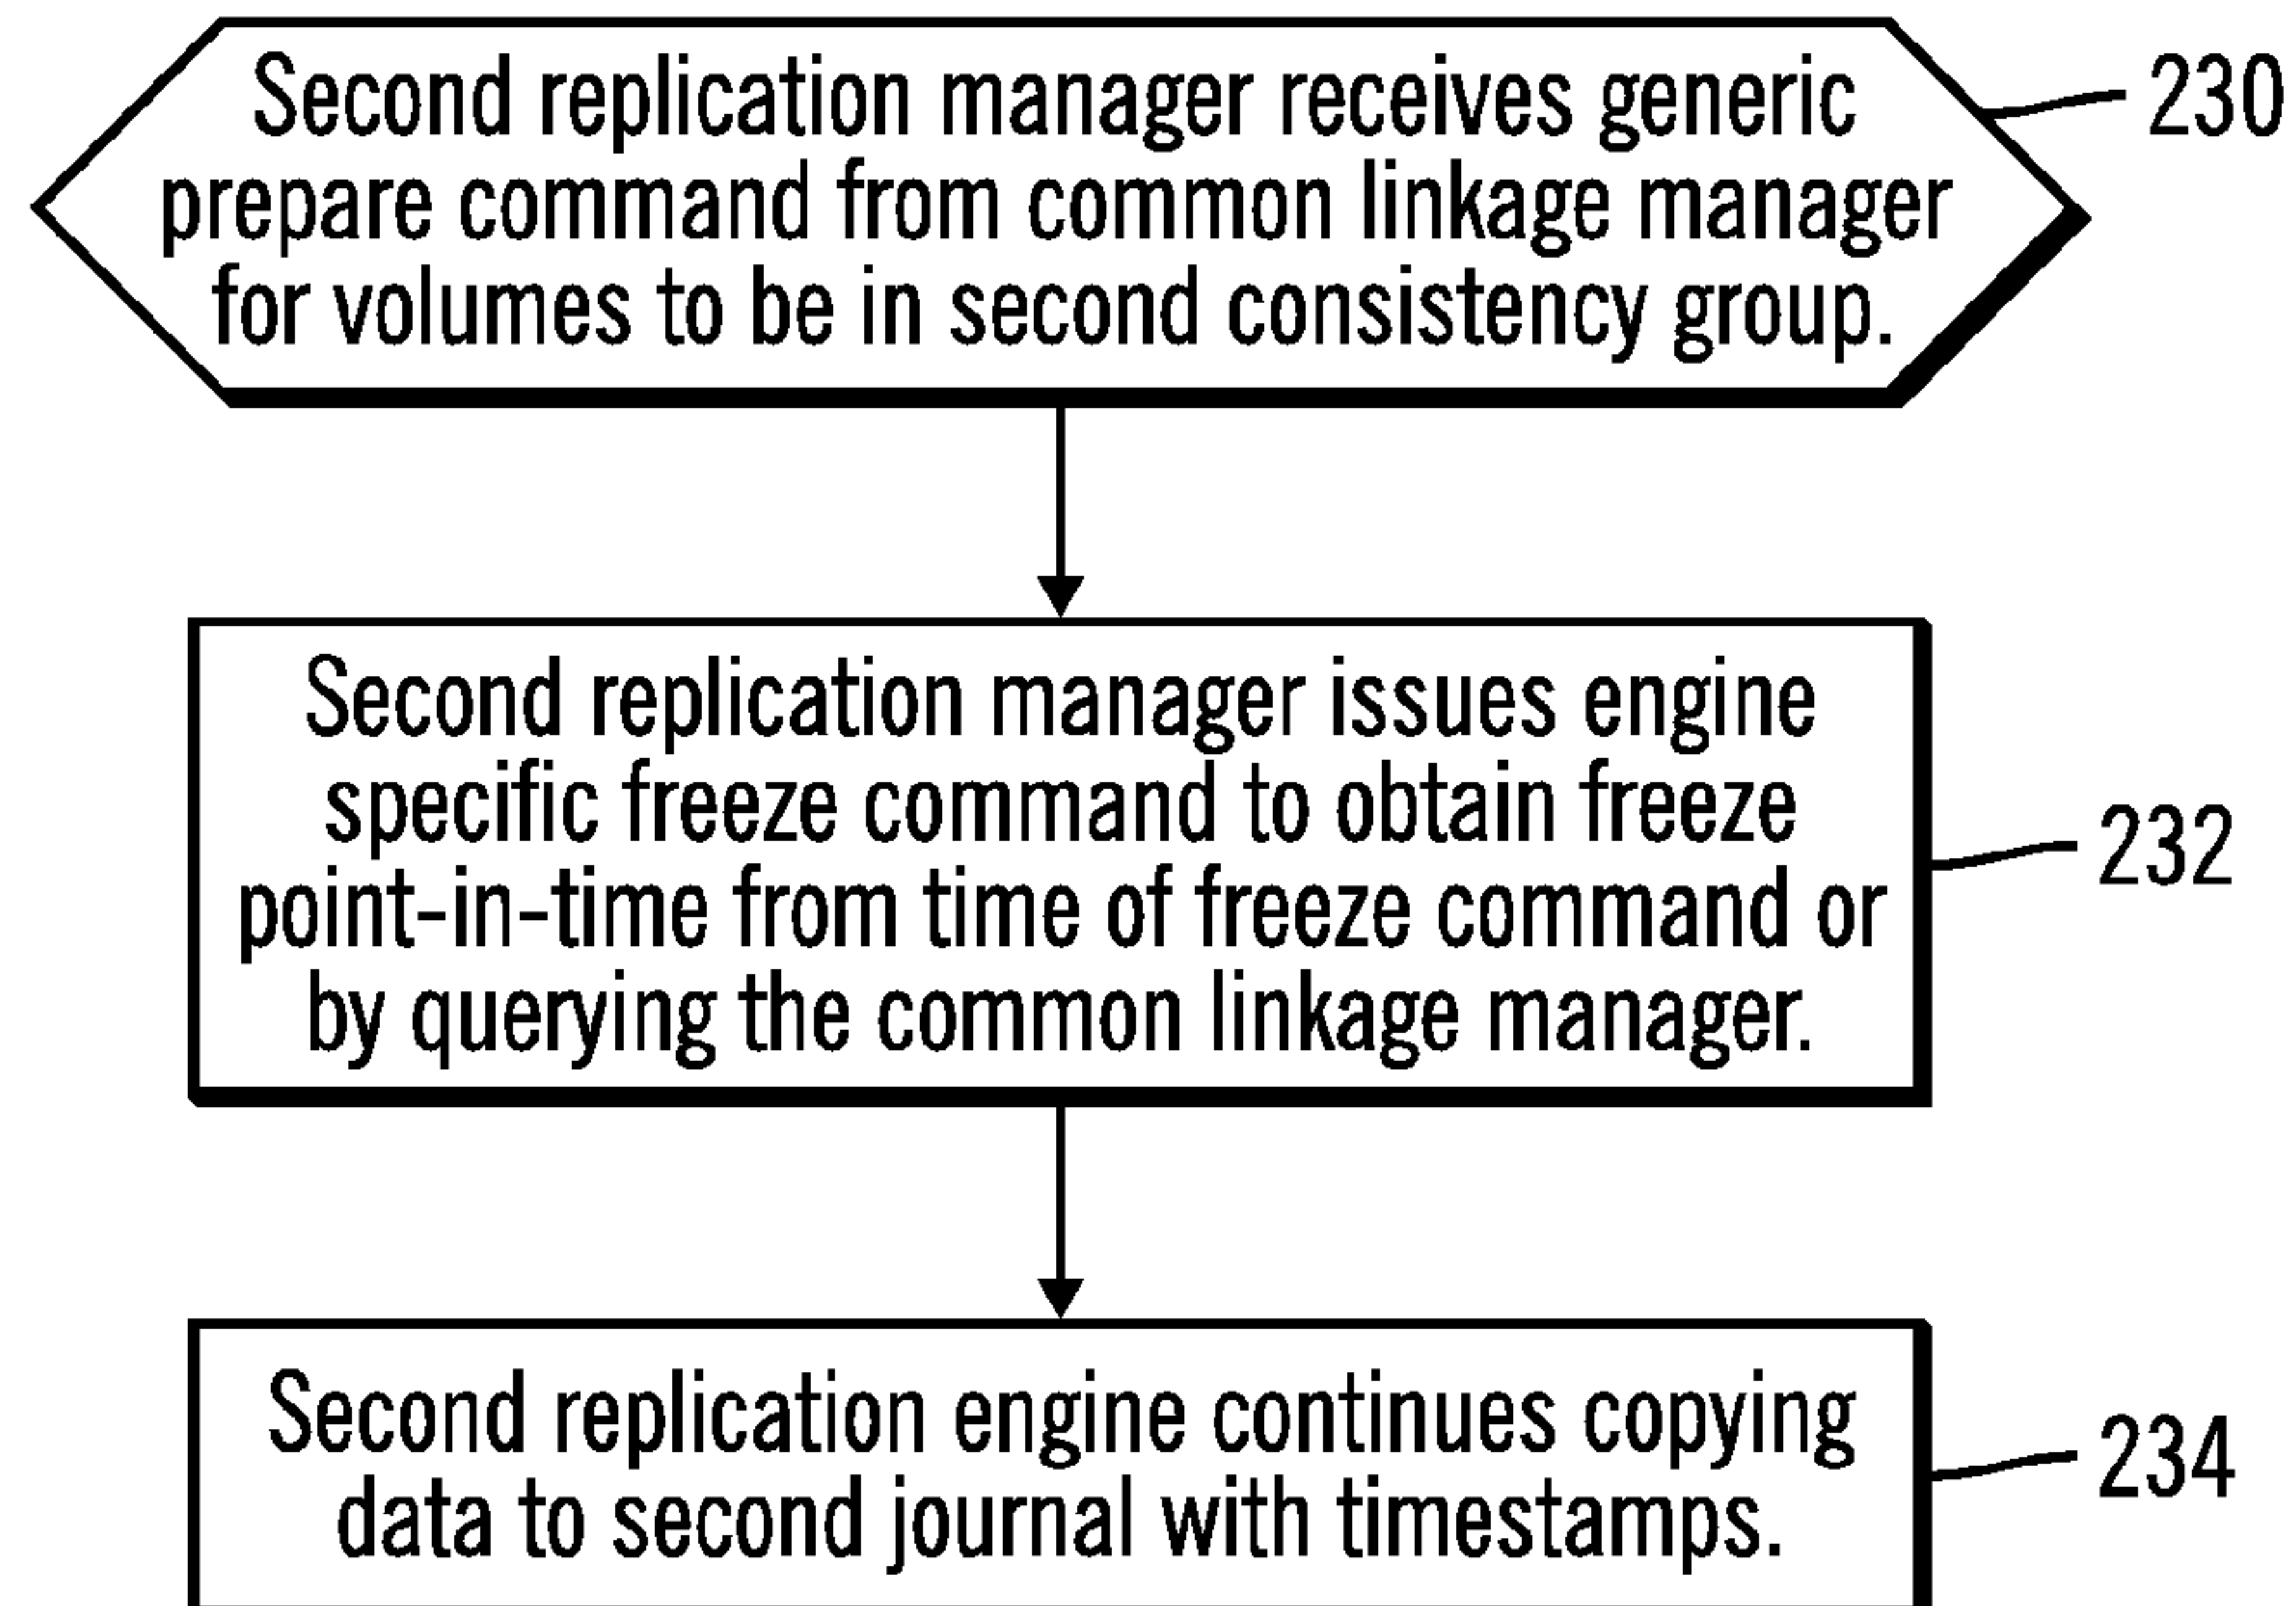 Second replication manager receives generic
prepare command from common linkage manager
for volumes to be in second consistency group.
230
Second replication manager issues engine
specific freeze command to obtain freeze
point-in-time from time of freeze command or
by querying the common linkage manager.
232
Second replication engine continues copying
data to second journal with timestamps.
234